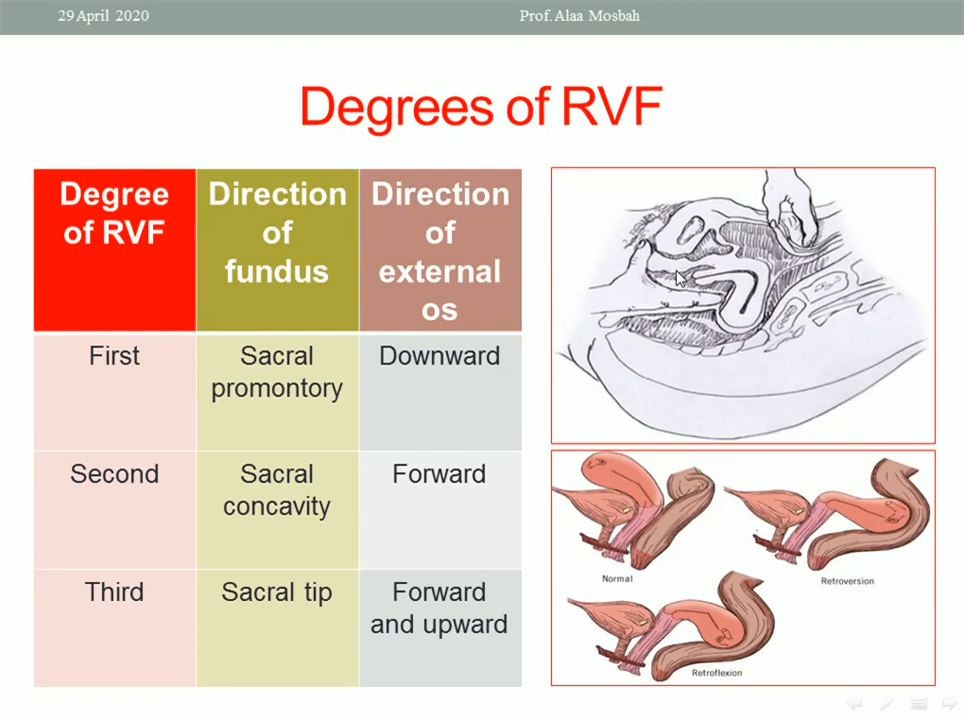 29 April 2020
Prof. Alaa Mosbah
Degrees of RVF
Degree
of RVF
Direction
of
fundus
Direction
of
external
os
First
Sacral
promontory
Downward
Second
Sacral
concavity
Forward
Third
Sacral tip
Forward
and upward
Normal
Retroversion
Retroflexion